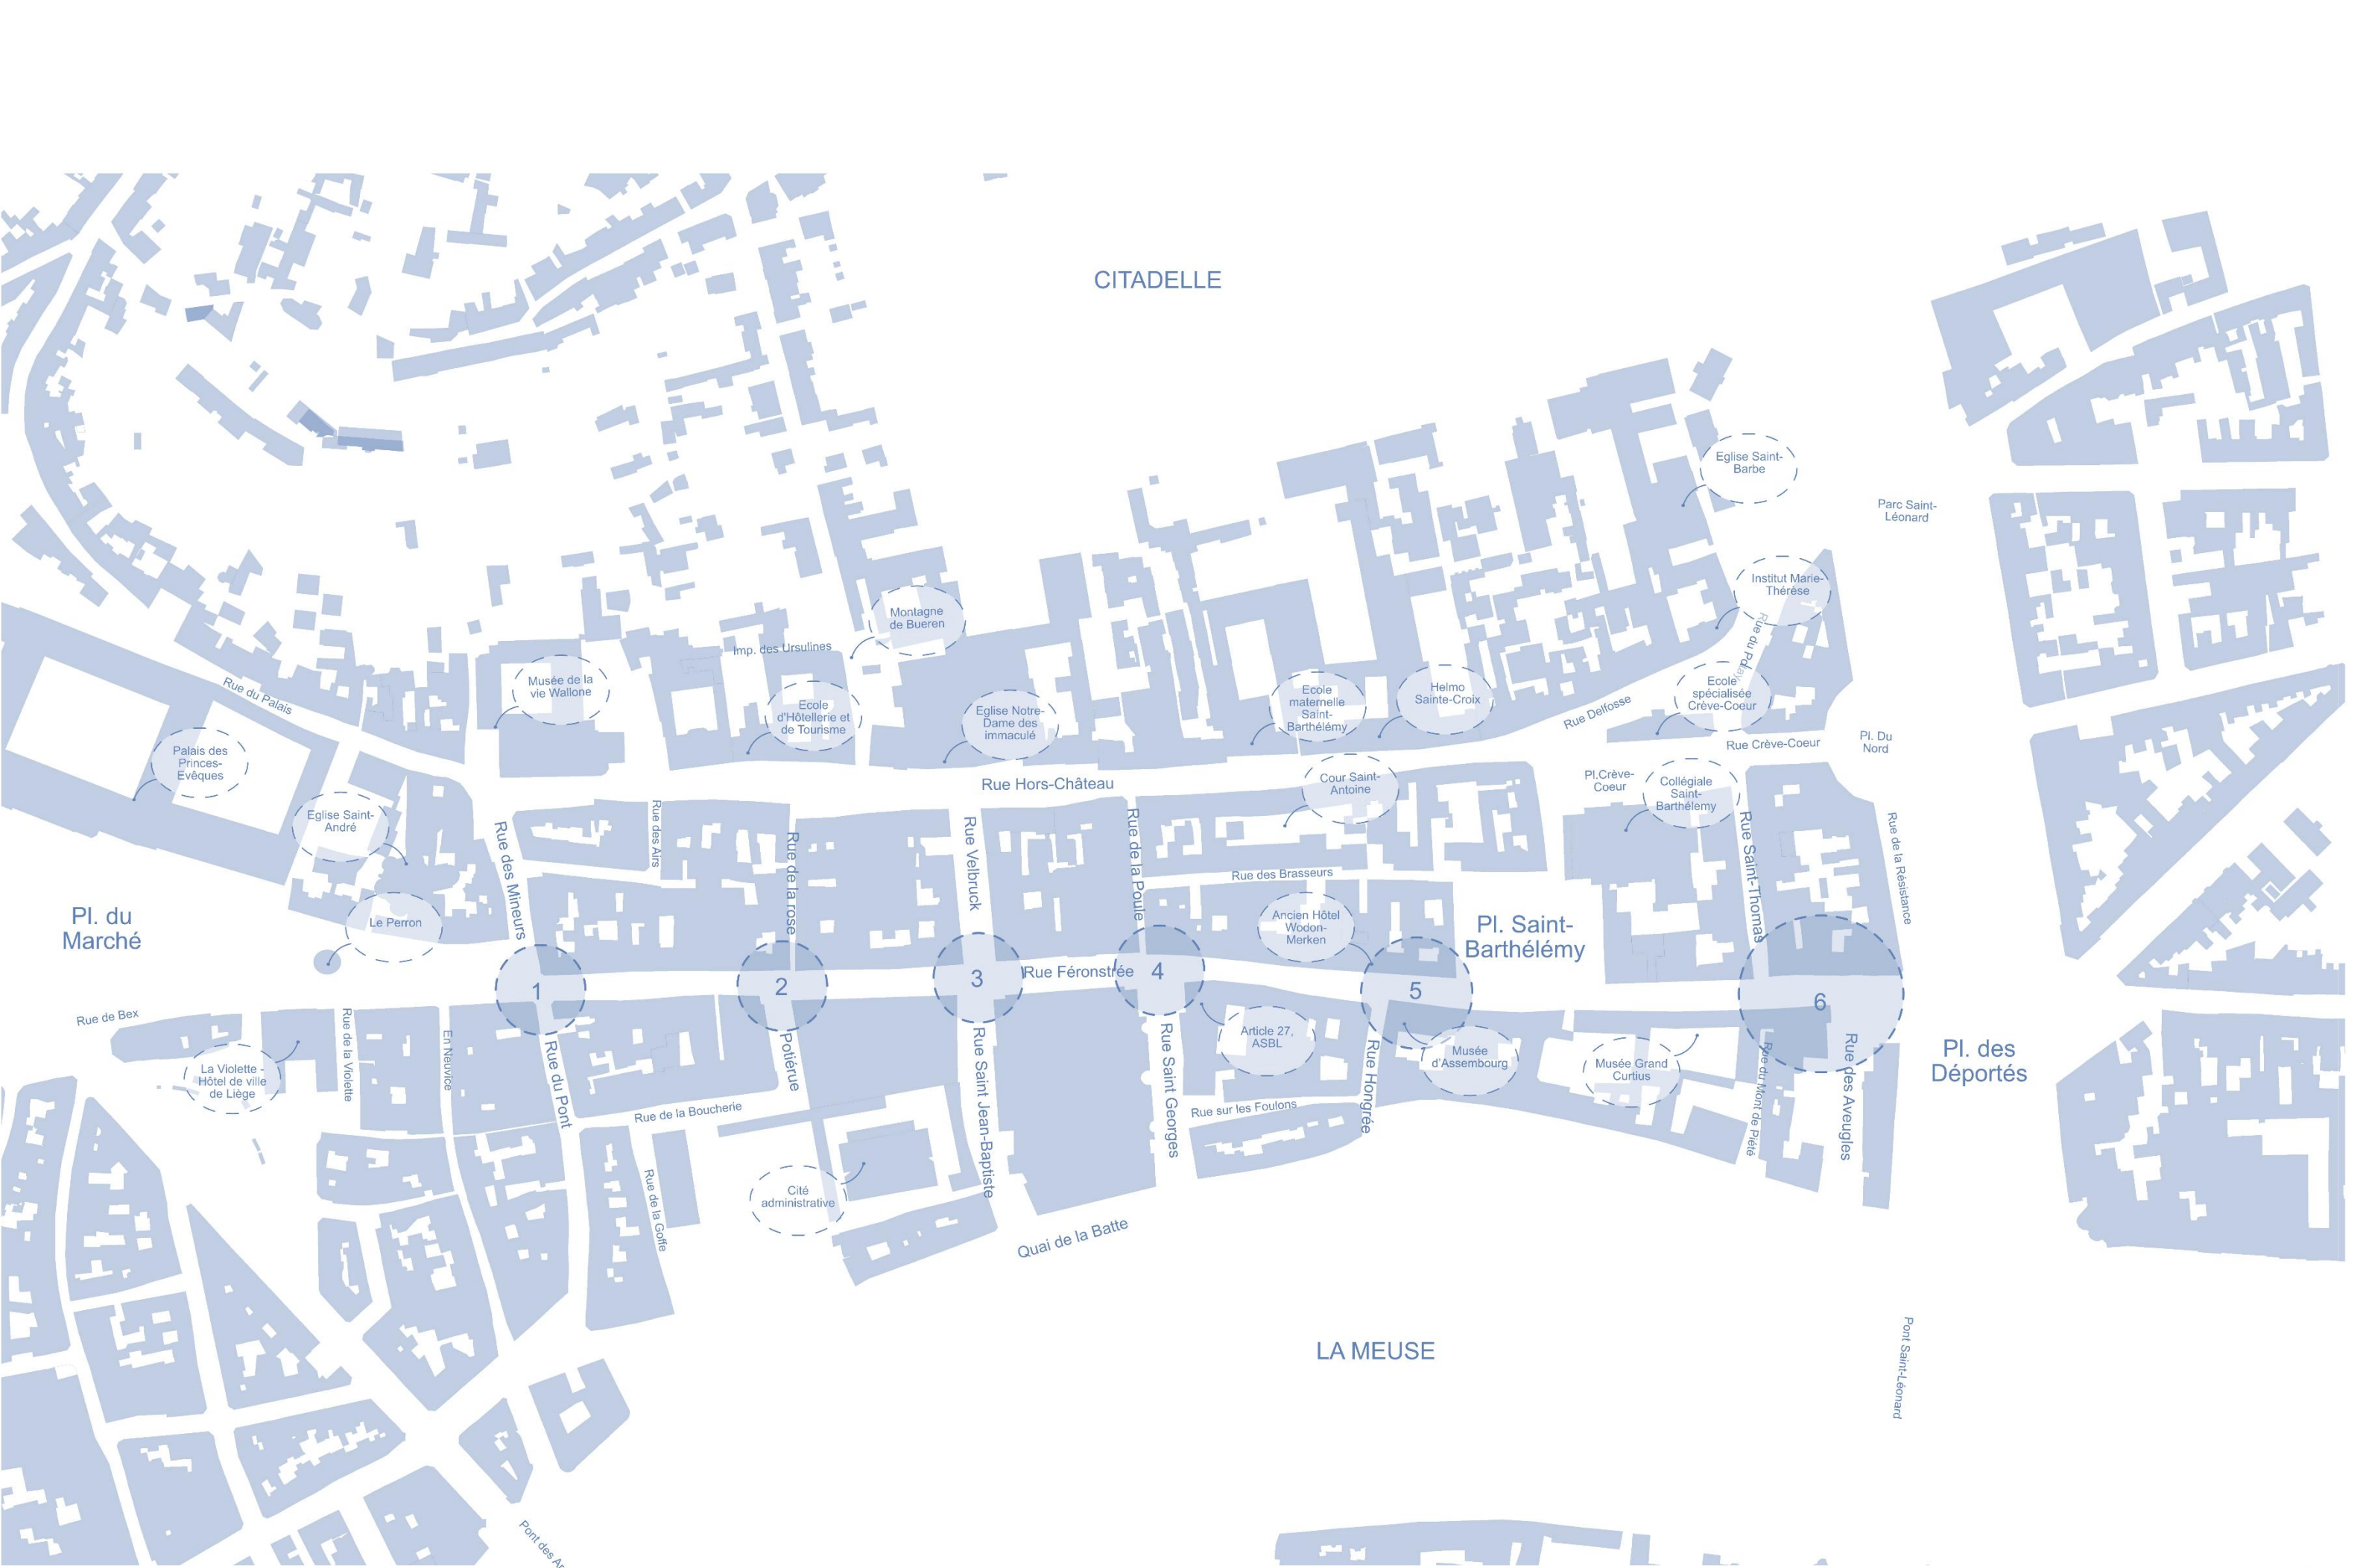 CITADELLE
Eglise Saint-
Barbe
Parc Saint-
Léonard
Institut Marie-
Thérèse
Montagne
de Bueren
Imp. des Ursulines
Musée de la
vie Wallone
Rue du Palais
Ecole
d'Hôtellerie et
de Tourisme
Eglise Notre-
Dame des
immaculé
Ecole
maternelle
Saint-
Barthélémy
Helmo
Sainte-Croix
Rue Delfosse
Ecole
spécialisée
Crève-Coeur
Rue Crève-Coeur
Pl. Du
Nord
Palais des
Princes-
Evêques
Eglise Saint-
André
Rue Hors-Château
Cour Saint-
Antoine
Pl.Crève-
Coeur
Collégiale
Saint-
Barthélemy
Rue des Mineurs
Rue des Airs
Rue de la rose
Rue Velbruck
Rue de la Poule
Rue des Brasseurs
Rue Saint-Thomas
Rue de la Résistance
Pl. du
Marché
Le Perron
Ancien Hôtel
Wodon-
Merken
Pl. Saint-
Barthélémy
1
2
3
Rue Féronstrée
4
5
6
Rue de Bex
La Violette -
Hôtel de ville
de Liège
Rue de la Violette
En Neuvice
Rue du Pont
Potiérue
Rue Saint Jean-Baptiste
Rue Saint Georges
Article 27,
ASBL
Rue Hongrée
Musée
d'Assembourg
Musée Grand
Curtius
Rue du Mont de Piété
Rue des Aveugles
Pl. des
Déportés
Rue de la Boucherie
Rue sur les Foulons
Rue de la Goffe
Cité
administrative
Quai de la Batte
LA MEUSE
Pont Saint-Léonard
Pont des